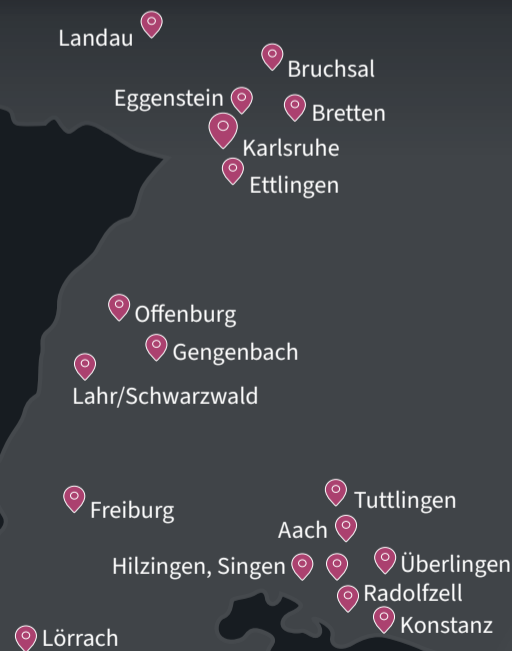 Landau
Bruchsal
Eggenstein
Bretten
Karlsruhe
Ettlingen
Offenburg
Gengenbach
Lahr/Schwarzwald
Tuttlingen
Freiburg
Aach
Hilzingen, Singen
Überlingen
Radolfzell
Konstanz
Lörrach